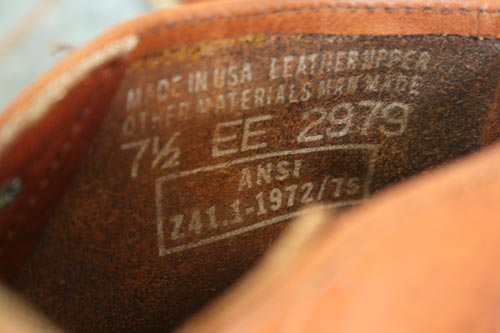 MADE IN USA LEATHER UPPER
OTHER MATERIALS MAN MADE
7½ EE 2979
ANSI
Z41.1-1972/75